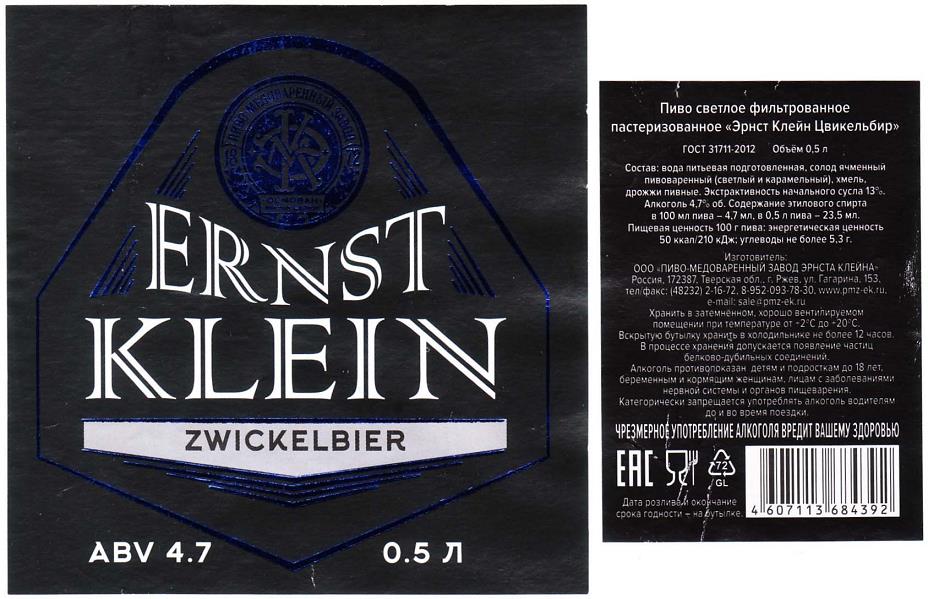 ПИВО-МЕДОВАРЕННЫЙ ЗАВОД
ERNST
KLEIN
ZWICKELBIER
ABV 4.7 0.5 Л
Пиво светлое фильтрованное
пастеризованное «Эрнст Клейн Цвикельбир»
ГОСТ 31711-2012 Объём 0,5 л
Состав: вода питьевая подготовленная, солод ячменный
пивоваренный (светлый и карамельный), хмель,
дрожжи пивные. Экстрактивность начального сусла 13%.
Алкоголь 4,7% об. Содержание этилового спирта
в 100 мл пива – 4,7 мл, в 0,5 л пива – 23,5 мл.
Пищевая ценность 100 г пива: энергетическая ценность
50 ккал/210 кДж; углеводы не более 5,3 г.
Изготовитель:
ООО «ПИВО-МЕДОВАРЕННЫЙ ЗАВОД ЭРНСТА КЛЕЙНА»
Россия, 172387, Тверская обл., г. Ржев, ул. Гагарина, 153,
тел/факс: (48232) 2-16-72, 8-952-093-78-30, www.pmz-ek.ru,
e-mail: sale@pmz-ek.ru
Хранить в затемнённом, хорошо вентилируемом
помещении при температуре от +2°С до +20°С.
Вскрытую бутылку хранить в холодильнике не более 12 часов.
В процессе хранения допускается появление частиц
белково-дубильных соединений.
Алкоголь противопоказан детям и подросткам до 18 лет,
беременным и кормящим женщинам, лицам с заболеваниями
нервной системы и органов пищеварения.
Категорически запрещается употреблять алкоголь водителям
до и во время поездки.
ЧРЕЗМЕРНОЕ УПОТРЕБЛЕНИЕ АЛКОГОЛЯ ВРЕДИТ ВАШЕМУ ЗДОРОВЬЮ
EAC 72
GL
Дата розлива и окончание
срока годности – на бутылке.
4 607113 684392